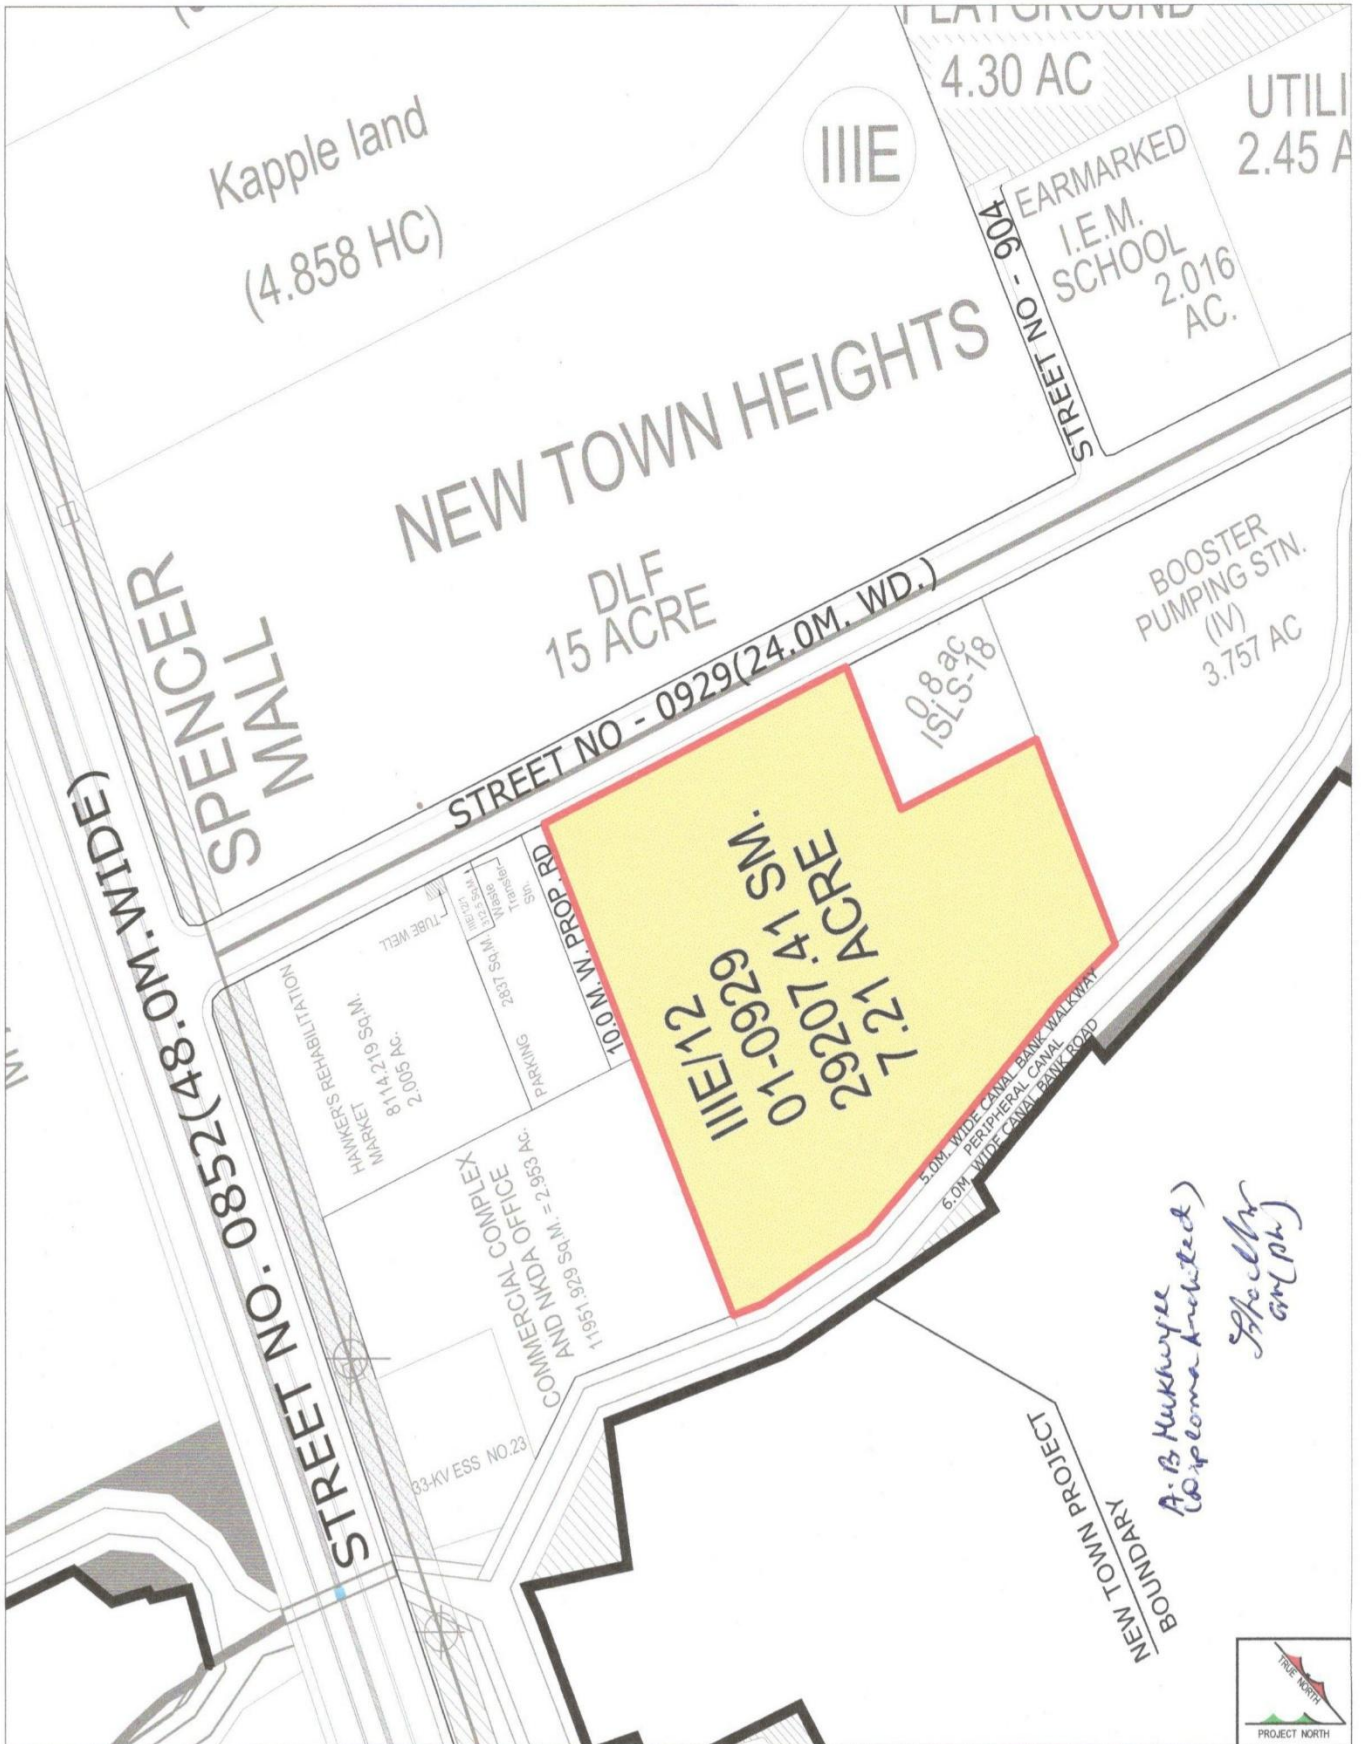 PLAYGROUND
4.30 AC
UTILI
2.45 A
Kapple land
(4.858 HC)
IIIE
EARMARKED
I.E.M.
SCHOOL
2.016
AC.
STREET NO - 904
NEW TOWN HEIGHTS
DLF
15 ACRE
SPENCER
MALL
STREET NO - 0929(24.0M. WD.)
BOOSTER
PUMPING STN.
(IV)
3.757 AC
0.8 ac
ISLS-18
STREET NO. 0852(48.0M.WIDE)
TUBE WELL
IIIE/12/1
312.5 Sq.M.
Waste
Transfer
Stn.
10.0 M. W. PROP. RD
PARKING 2837 Sq.M
HAWKER'S REHABILITATION
MARKET
8114.219 Sq.M.
2.005 Ac.
IIIE/12
01-0929
29207.41 SM.
7.21 ACRE
COMMERCIAL COMPLEX
AND NKDA OFFICE
11951.929 Sq.M. = 2.953 Ac.
5.0M. WIDE CANAL BANK WALKWAY
PERIPHERAL CANAL
6.0M. WIDE CANAL BANK ROAD
33-KV ESS NO.23
NEW TOWN PROJECT
BOUNDARY
A. B Mukherjee
(Diploma Architect)
TRUE NORTH
PROJECT NORTH